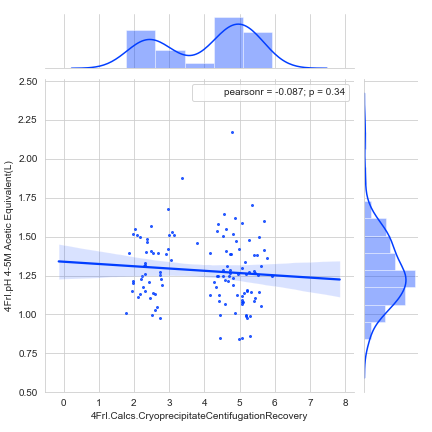 pearsonr = -0.087; p = 0.34
2.50
2.25
2.00
1.75
1.50
1.25
1.00
0.75
0.50
4FrI.pH 4-5M Acetic Equivalent(L)
0 1 2 3 4 5 6 7 8
4FrI.Calcs.CryoprecipitateCentifugationRecovery